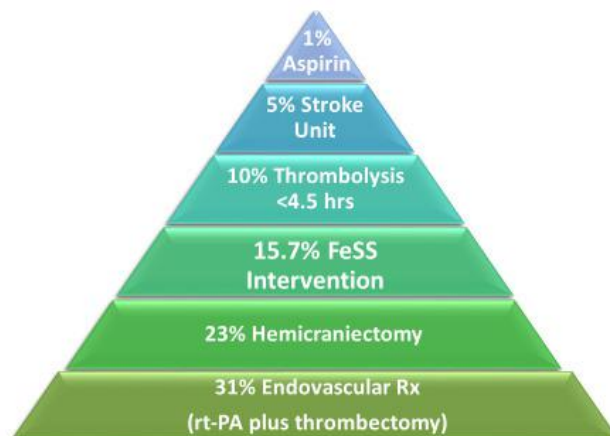 1%
Aspirin
5% Stroke
Unit
10% Thrombolysis
<4.5 hrs
15.7% FeSS
Intervention
23% Hemicraniectomy
31% Endovascular Rx
(rt-PA plus thrombectomy)